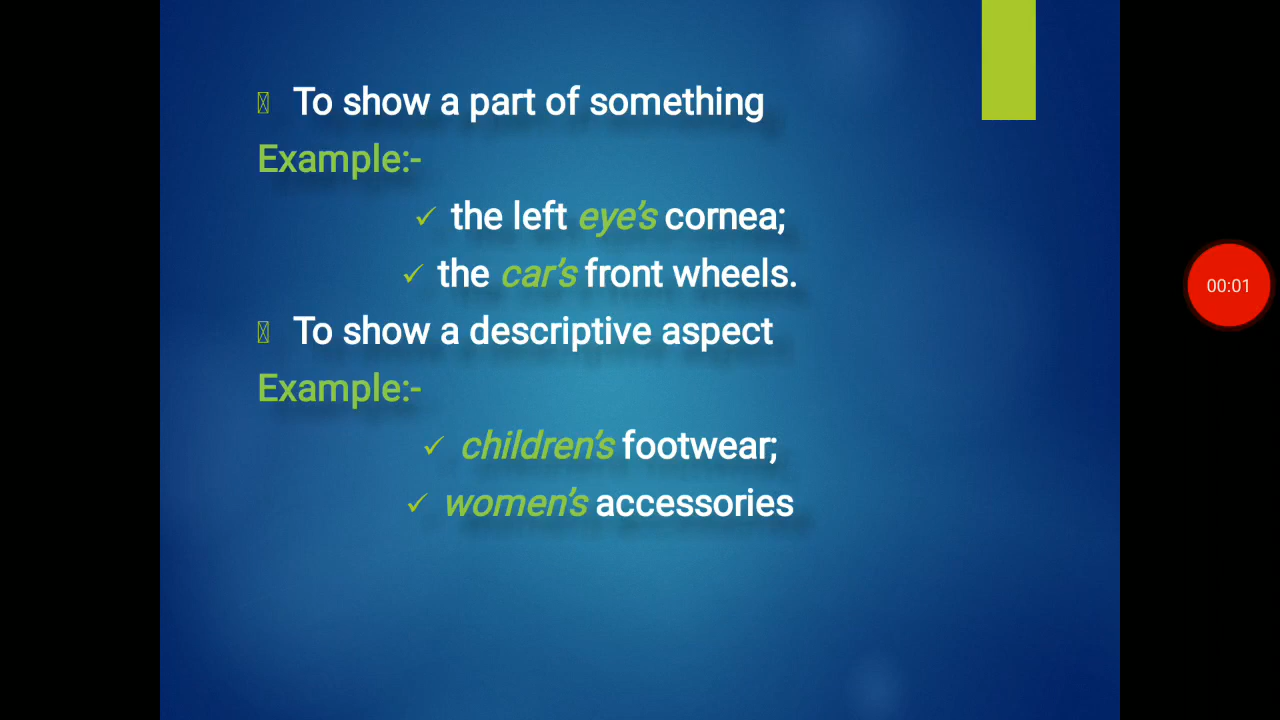 To show a part of something
Example:-
✓ the left eye's cornea;
✓ the car's front wheels.
To show a descriptive aspect
Example:-
✓ children's footwear;
✓ women's accessories
00:01